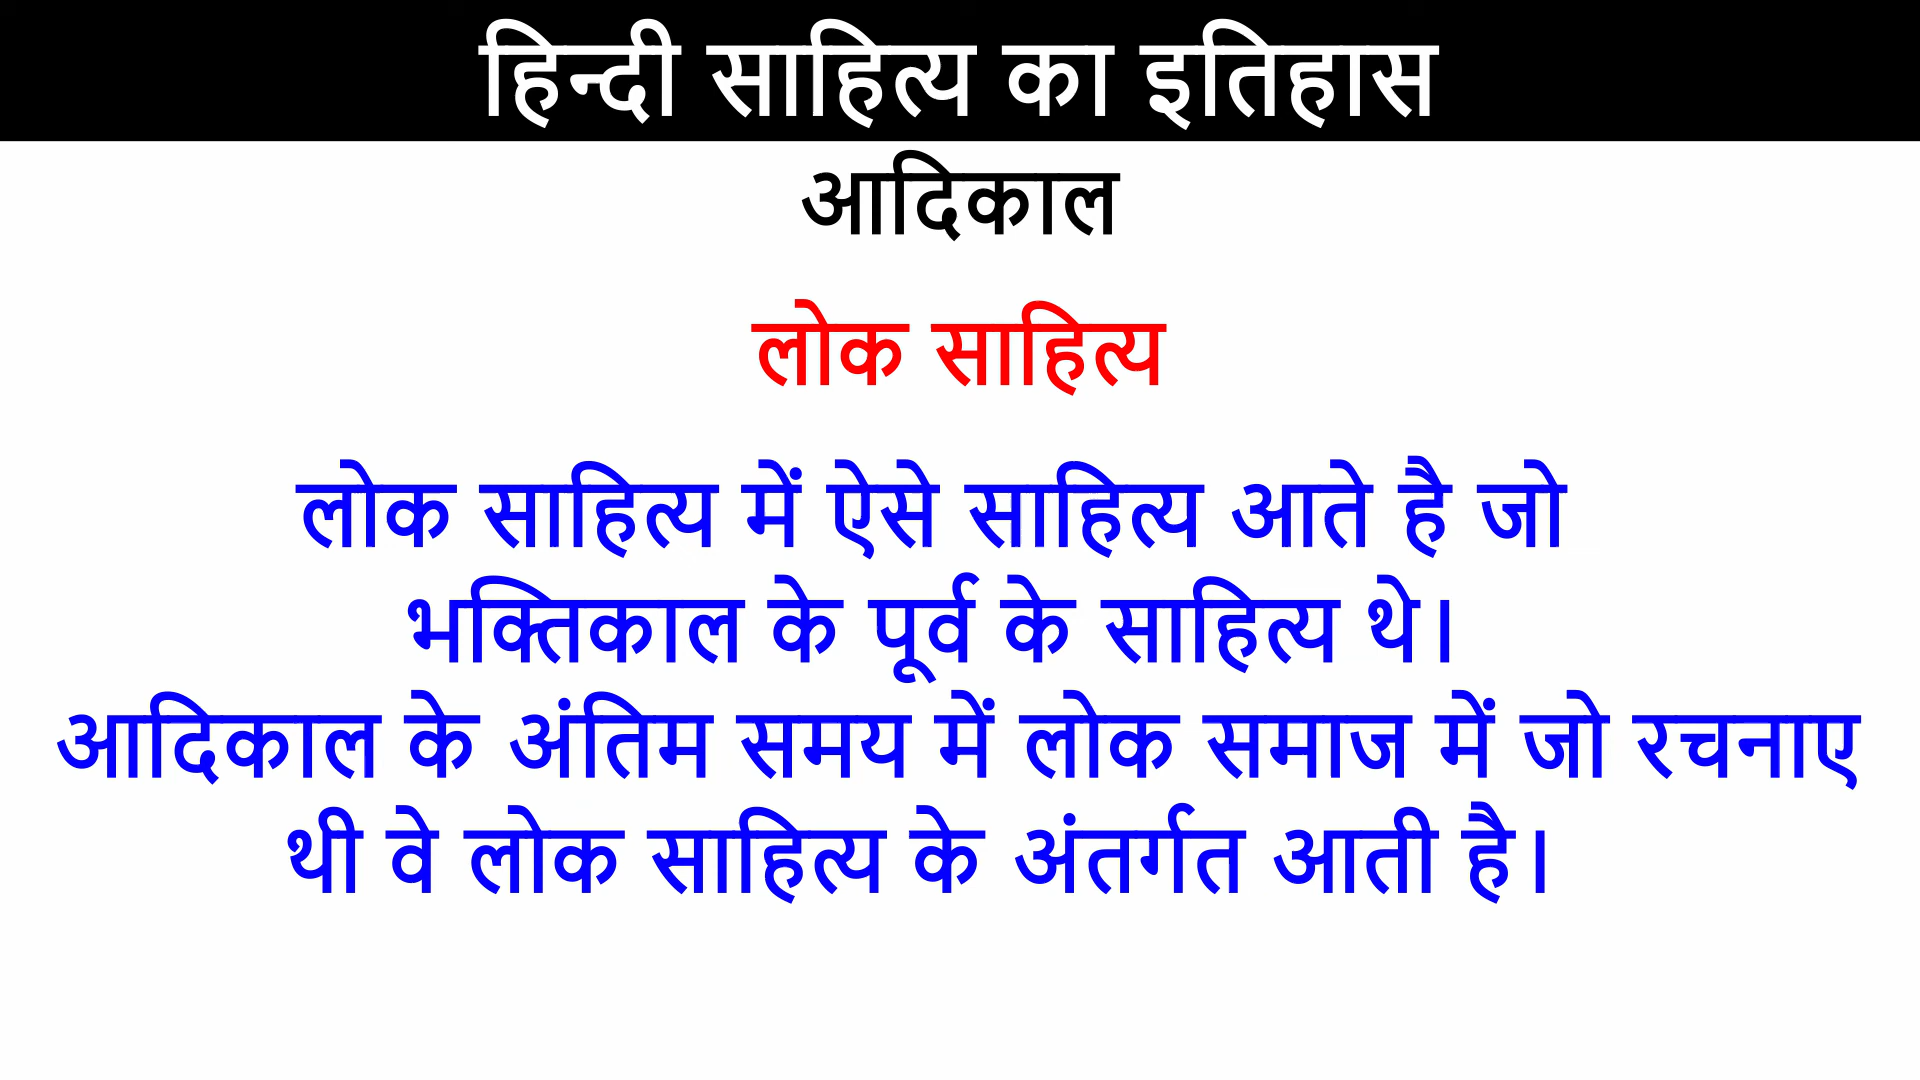 हिन्दी साहित्य का इतिहास
आदिकाल
लोक साहित्य
लोक साहित्य में ऐसे साहित्य आते है जो
भक्तिकाल के पूर्व के साहित्य थे।
आदिकाल के अंतिम समय में लोक समाज में जो रचनाए
थी वे लोक साहित्य के अंतर्गत आती है।